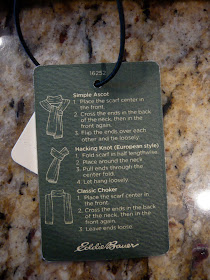 1625
Simple Ascot
1. Place the scarf center in
the front.
2. Cross the ends in the back
of the neck, then in the
front again.
3. Flap the ends over each
other and tie loosely.
Hacking Knot (European style)
1. Fold scarf in half lengthwise.
2. Place around the neck
3. Pull ends through the
center fold.
4. Let hang loosely
Classic Choker
1. Place the scarf center in
the front.
2. Cross the ends in the back of
the neck, then in the front
again.
3. Leave ends loose
Eddie Bauer